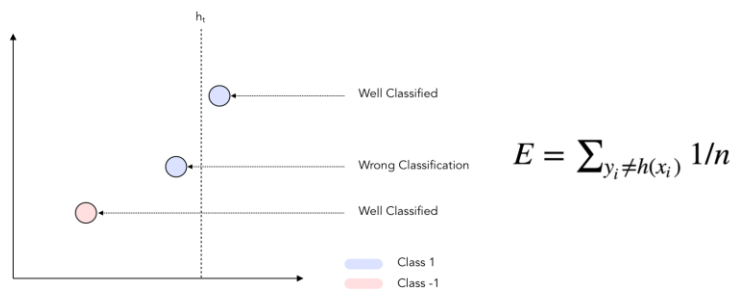 hₜ
Well Classified
Wrong Classification
Well Classified
E = ∑_{yᵢ≠h(xᵢ)} 1/n
Class 1
Class -1